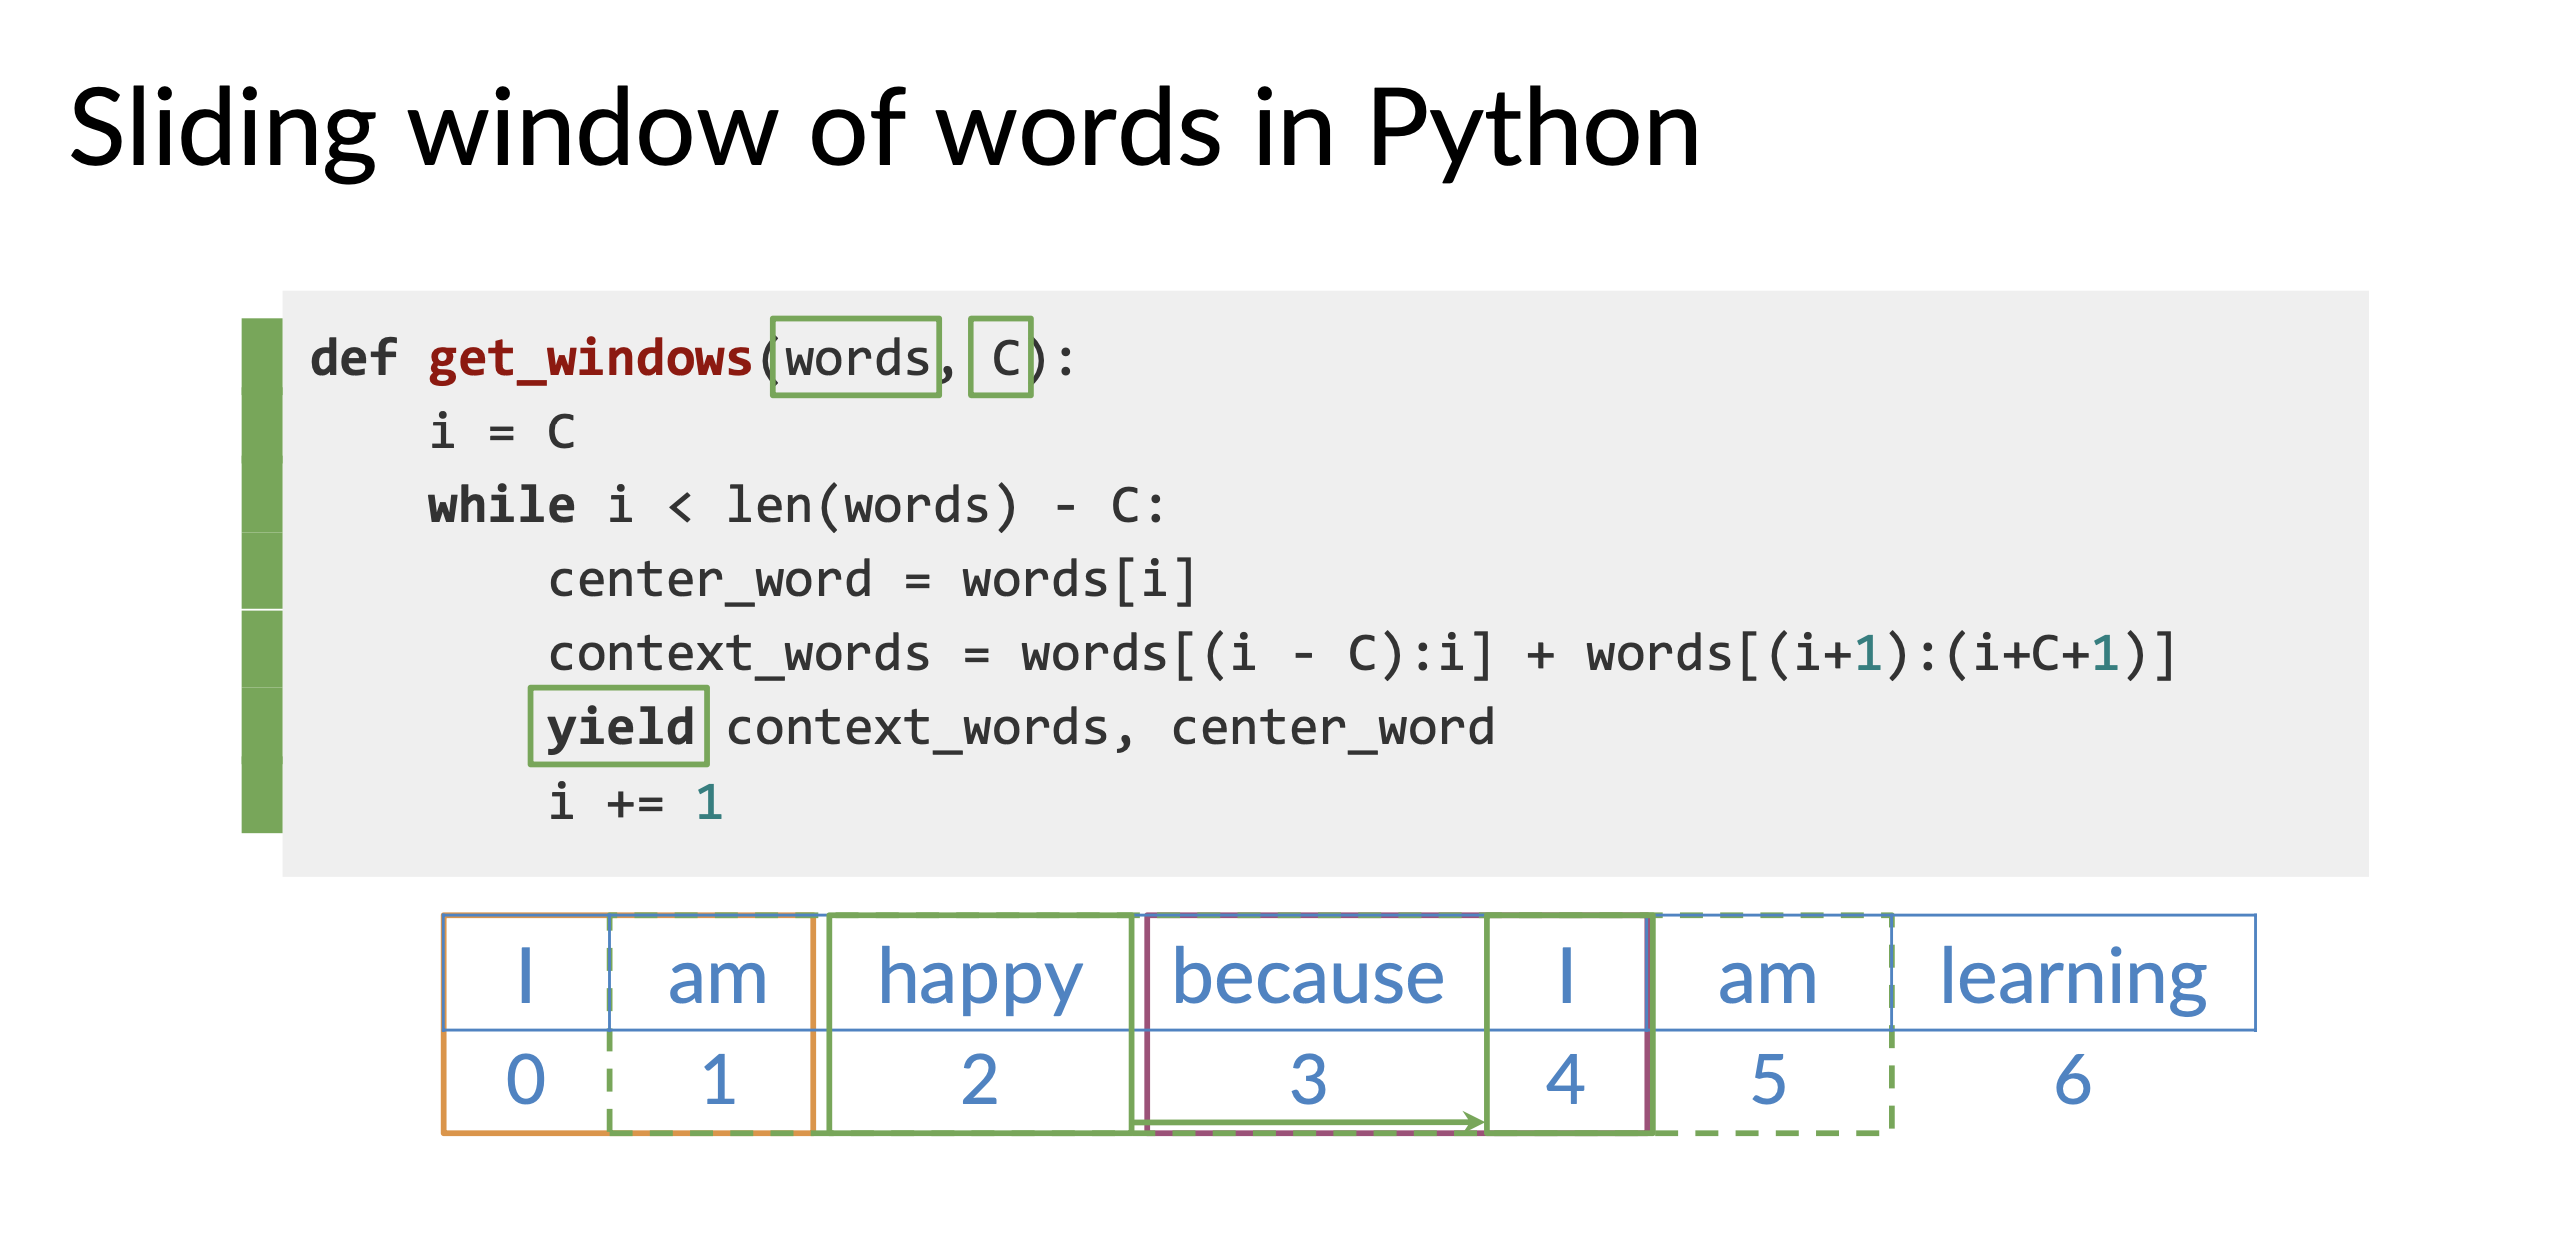 Sliding window of words in Python
def get_windows(words, C):
    i = C
    while i < len(words) - C:
        center_word = words[i]
        context_words = words[(i - C):i] + words[(i+1):(i+C+1)]
        yield context_words, center_word
        i += 1
I am happy because I am learning
0 1 2 3 4 5 6